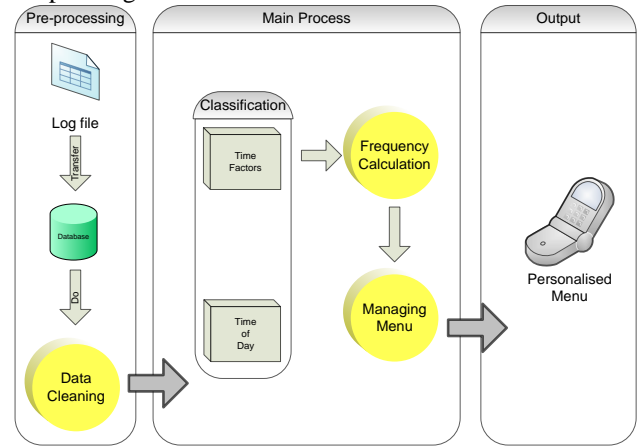 Pre-processing
Main Process
Output
Log file
Transfer
Database
Do
Data
Cleaning
Classification
Time
Factors
Time
of
Day
Frequency
Calculation
Managing
Menu
Personalised
Menu